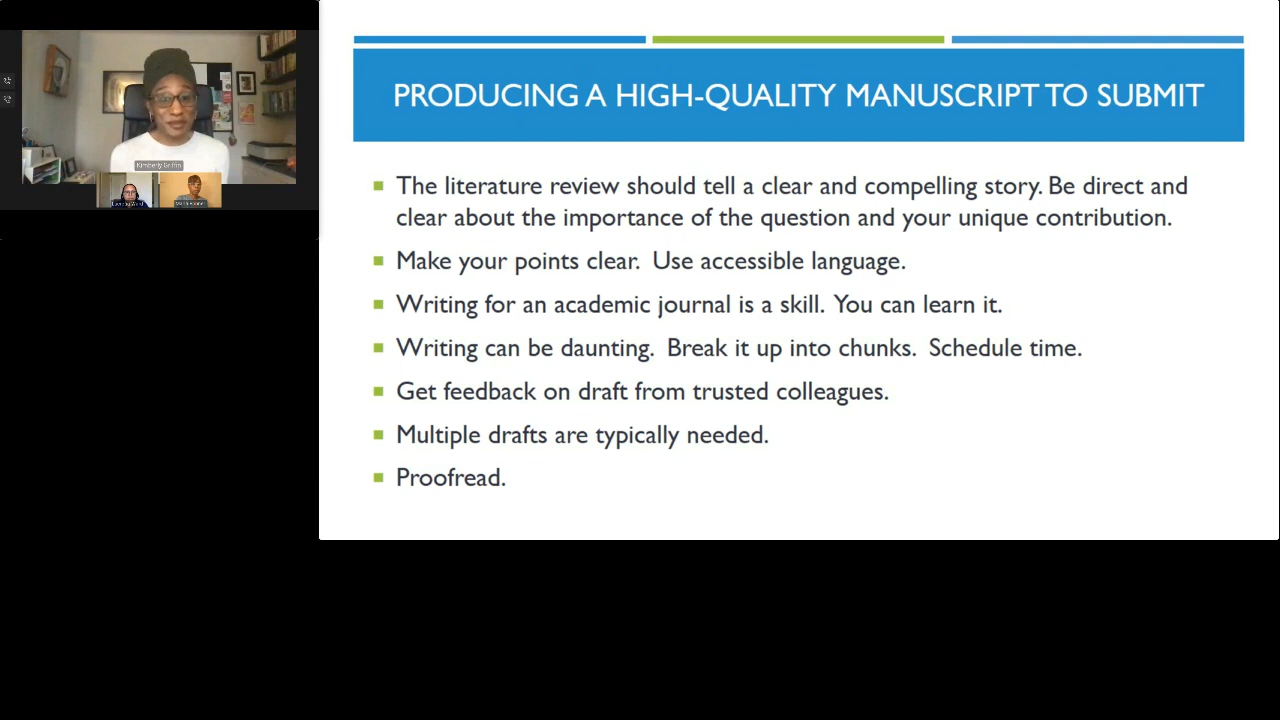 Kimberly Griffin
PRODUCING A HIGH-QUALITY MANUSCRIPT TO SUBMIT
The literature review should tell a clear and compelling story. Be direct and
clear about the importance of the question and your unique contribution.
Make your points clear. Use accessible language.
Writing for an academic journal is a skill. You can learn it.
Writing can be daunting. Break it up into chunks. Schedule time.
Get feedback on draft from trusted colleagues.
Multiple drafts are typically needed.
Proofread.